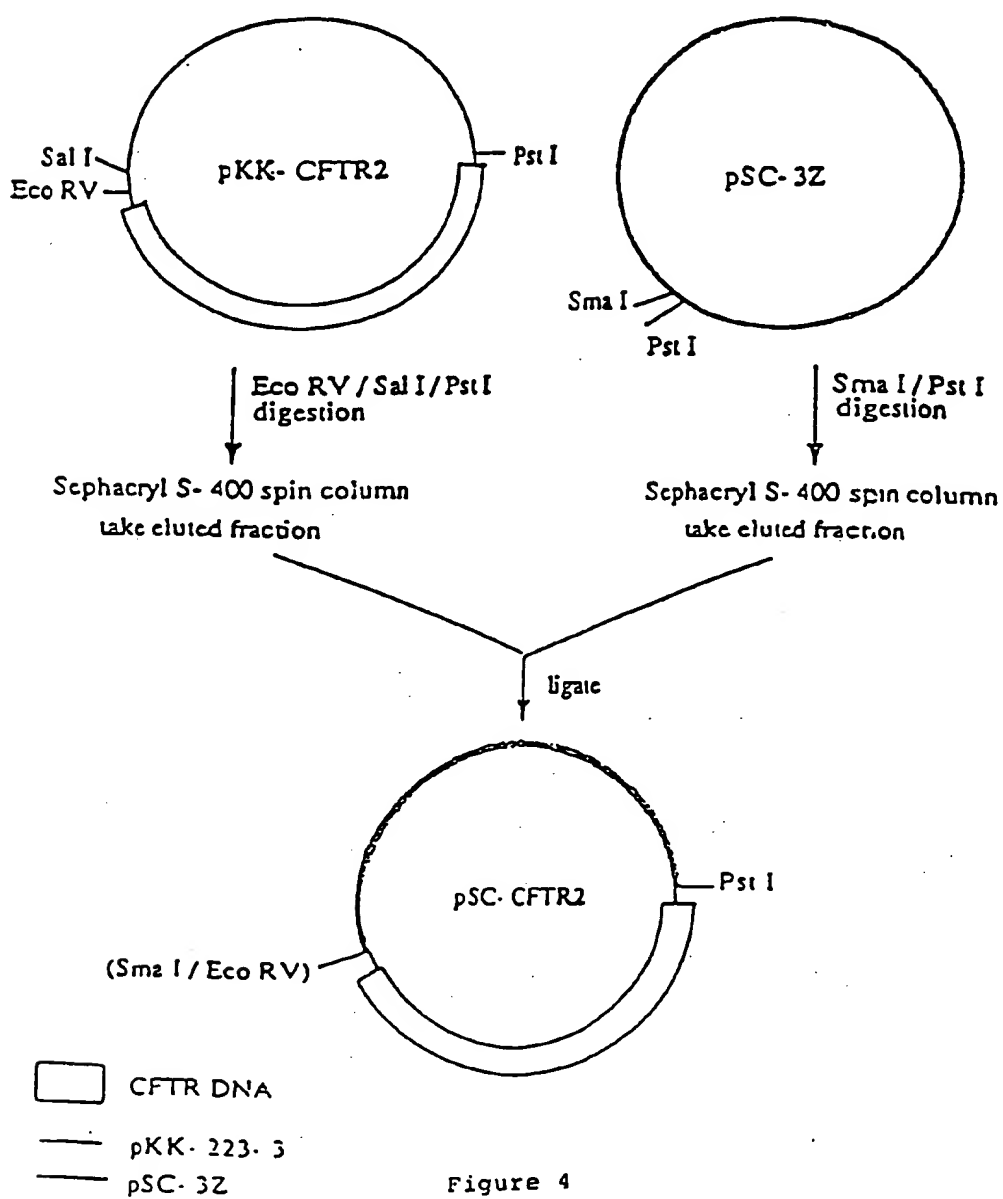 Sal I
Eco RV
pKK- CFTR2
Pst I
pSC- 3Z
Sma I
Pst I
Eco RV / Sal I / Pst I
digestion
Sma I / Pst I
digestion
Sephacryl S- 400 spin column
take eluted fraction
Sephacryl S- 400 spin column
take eluted fraction
ligate
pSC- CFTR2
Pst I
(Sma I / Eco RV)
CFTR DNA
pKK- 223- 3
pSC- 3Z
Figure 4